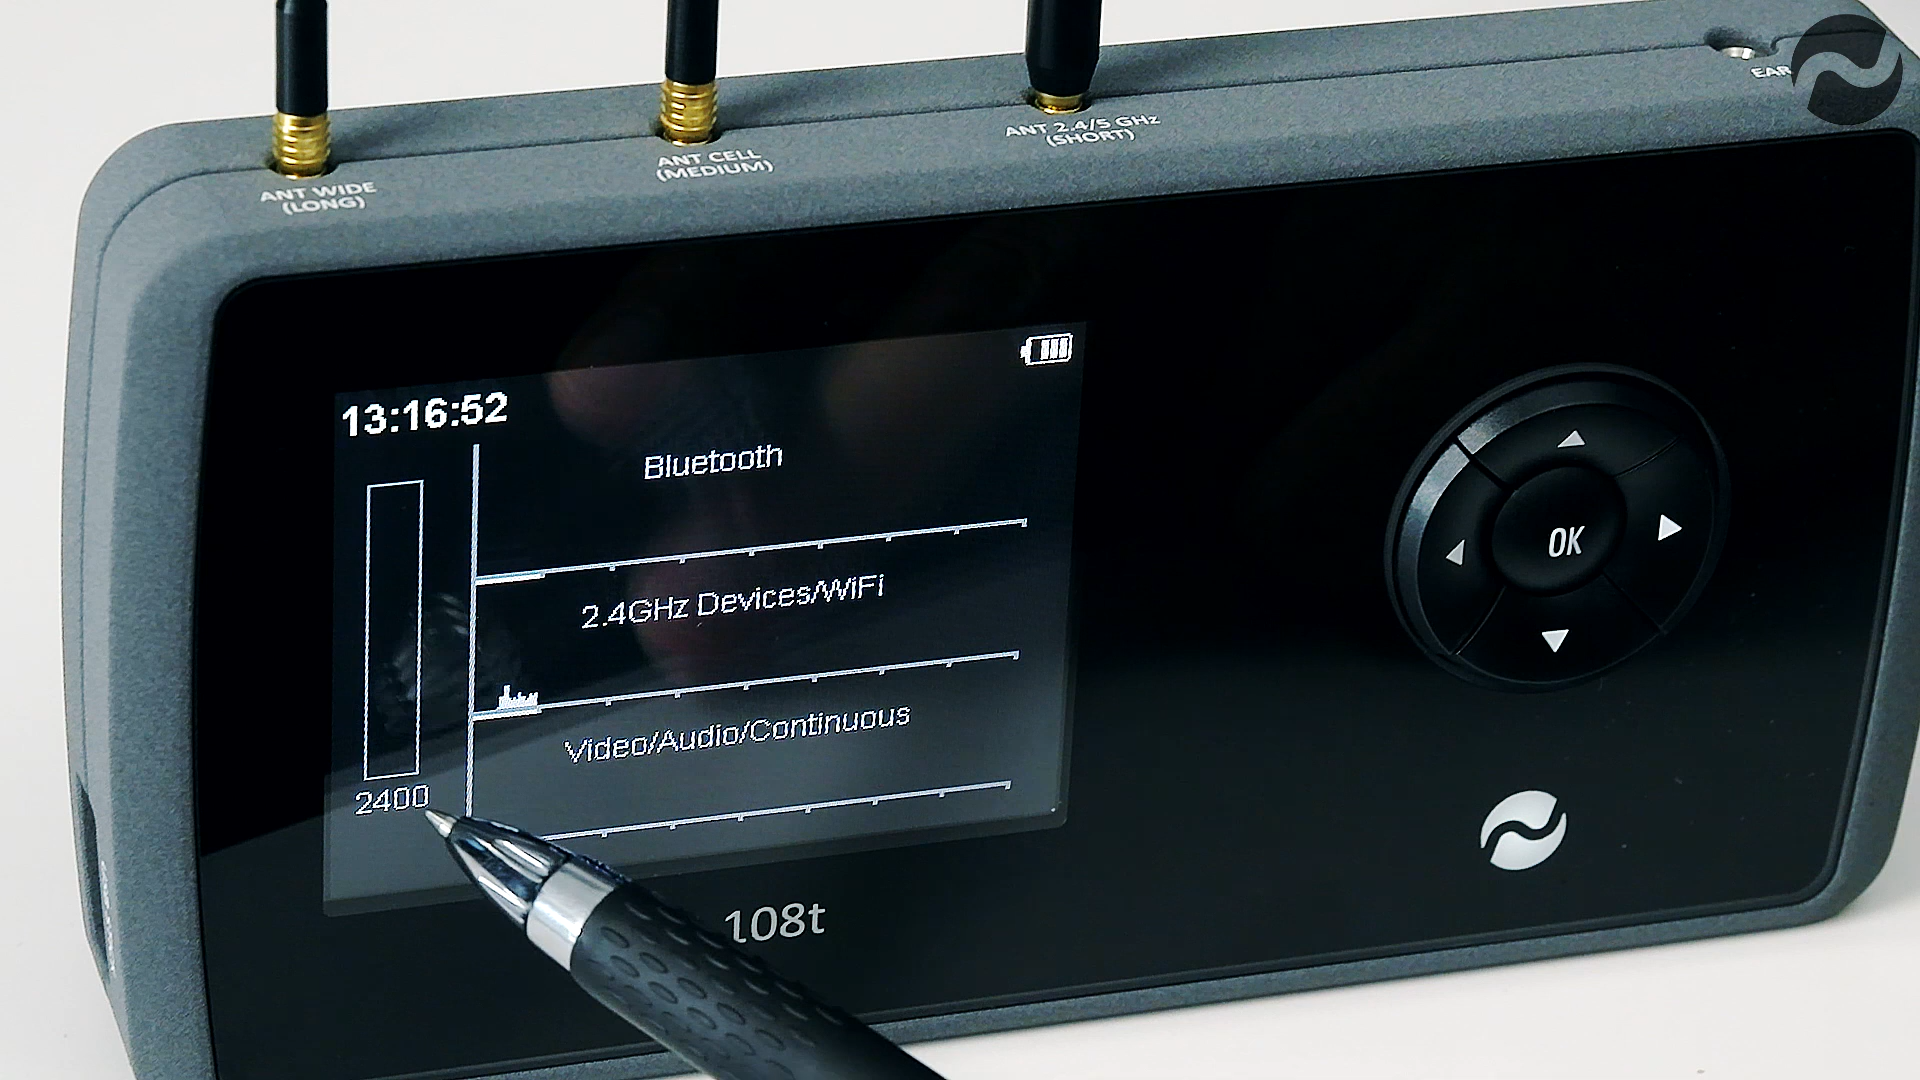 ANT WIDE
(LONG)
ANT CELL
(MEDIUM)
ANT 2.4/5 GHz
(SHORT)
13:16:52
Bluetooth
2.4GHz Devices/WiFi
Video/Audio/Continuous
2400
OK
108t